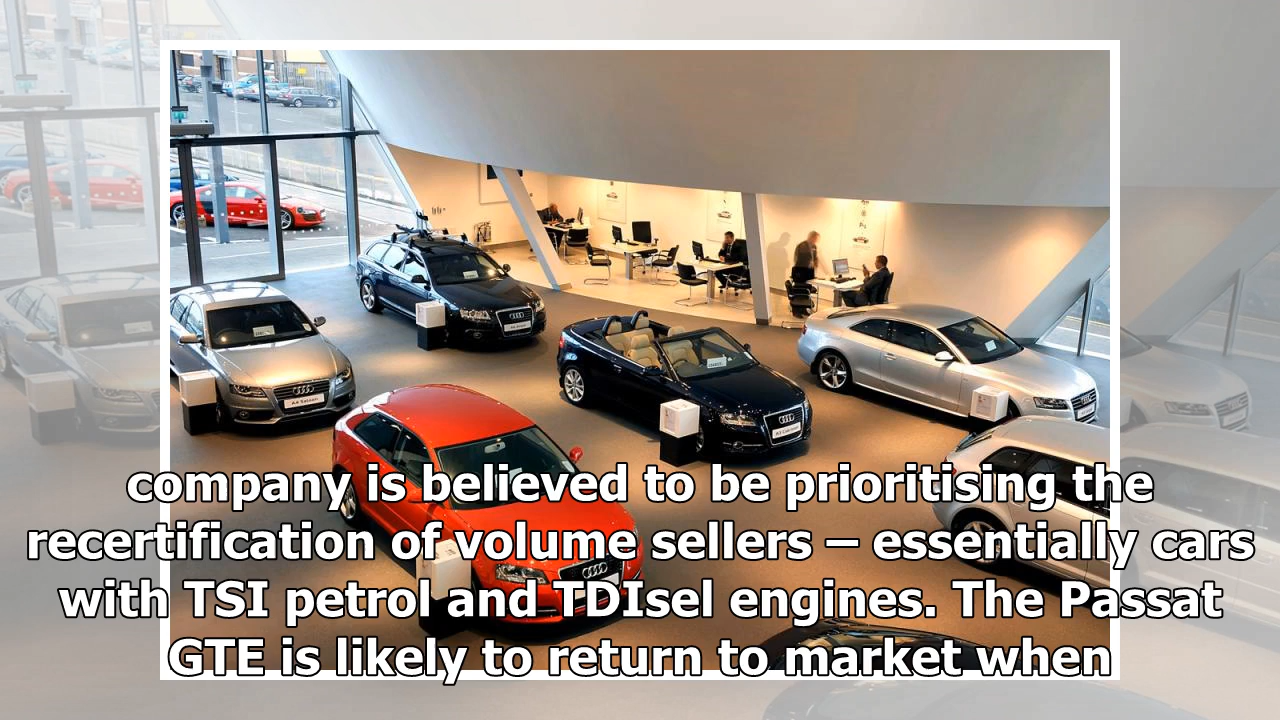 company is believed to be prioritising the
recertification of volume sellers – essentially cars
with TSI petrol and TDIsel engines. The Passat
GTE is likely to return to market when